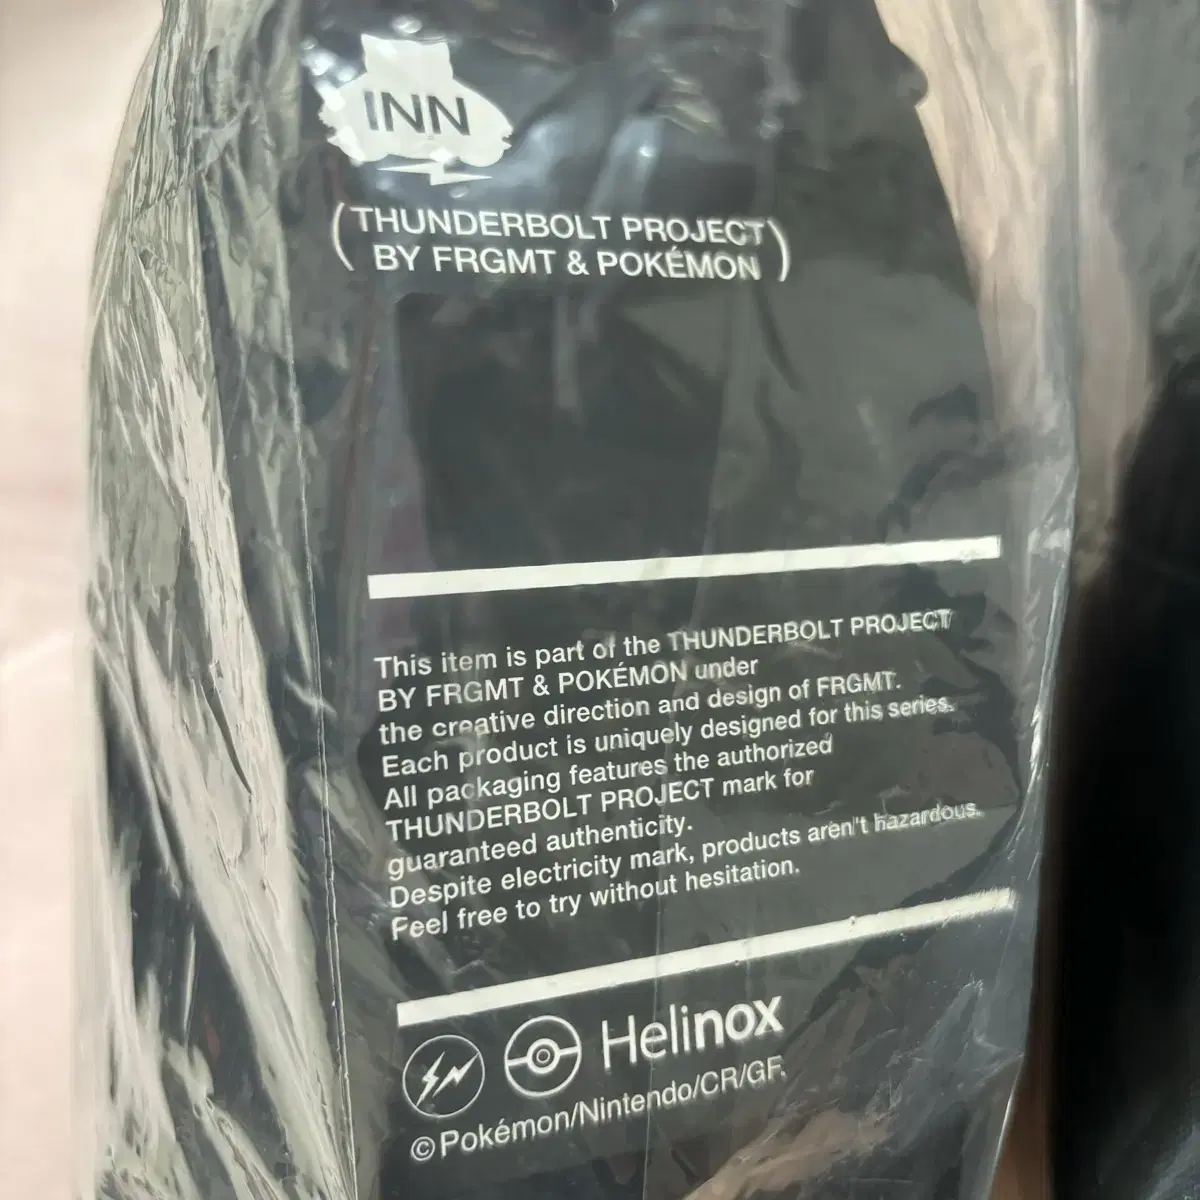 INN
(THUNDERBOLT PROJECT
BY FRGMT & POKÉMON)
This item is part of the THUNDERBOLT PROJECT
BY FRGMT & POKÉMON under
the creative direction and design of FRGMT.
Each product is uniquely designed for this series.
All packaging features the authorized
THUNDERBOLT PROJECT mark for
guaranteed authenticity.
Despite electricity mark, products aren't hazardous.
Feel free to try without hesitation.
Helinox
©Pokémon/Nintendo/CR/GF.